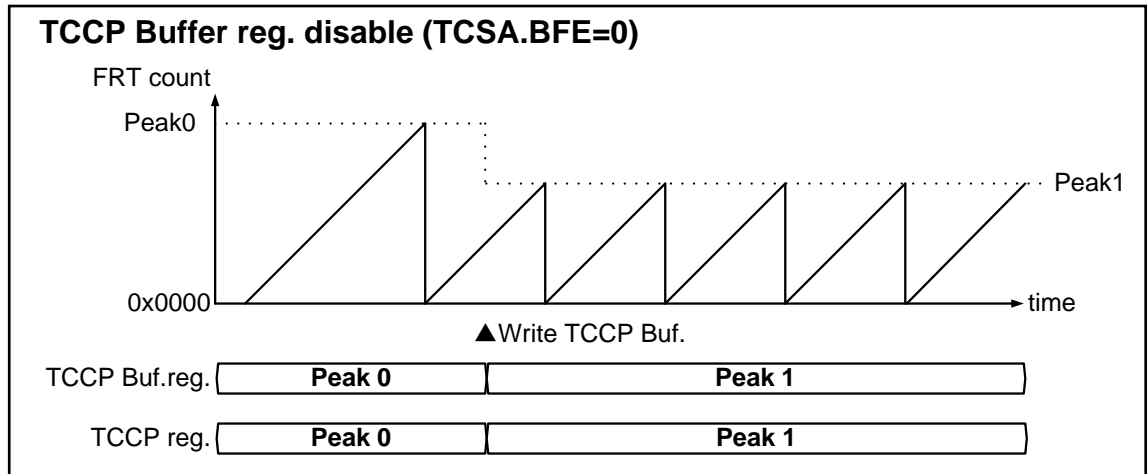 TCCP Buffer reg. disable (TCSA.BFE=0)
FRT count
Peak0
Peak1
0x0000
time
▲Write TCCP Buf.
TCCP Buf.reg. Peak 0 Peak 1
TCCP reg. Peak 0 Peak 1